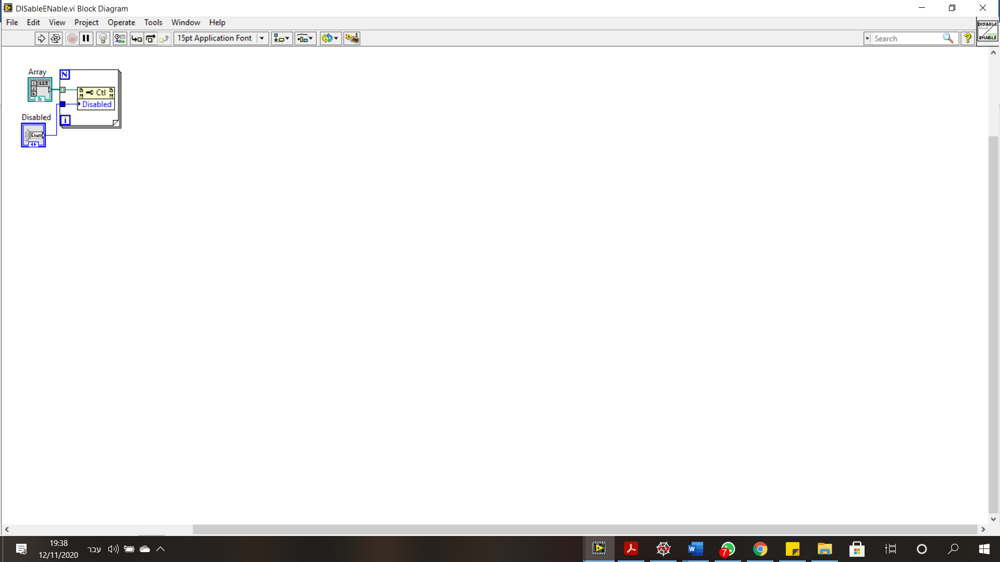 DISableENable.vi Block Diagram
File Edit View Project Operate Tools Window Help
15pt Application Font
Search
DISABLE
ENABLE
Array
N
123
Ctl
Disabled
i
Disabled
Enum
19:38
עבר
12/11/2020
7